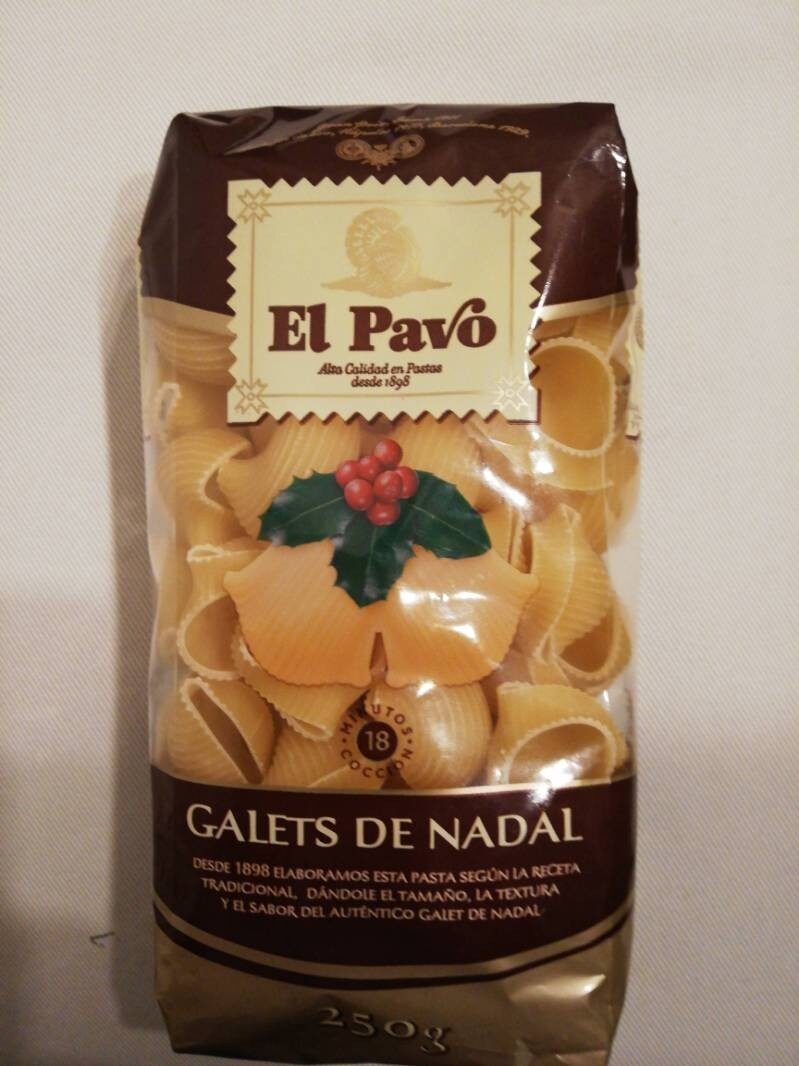 El Pavo
Alta Calidad en Pastas
desde 1898
MINUTOS
18
COCCIÓN
GALETS DE NADAL
DESDE 1898 ELABORAMOS ESTA PASTA SEGÚN LA RECETA
TRADICIONAL, DÁNDOLE EL TAMAÑO, LA TEXTURA
Y EL SABOR DEL AUTÉNTICO GALET DE NADAL
250g